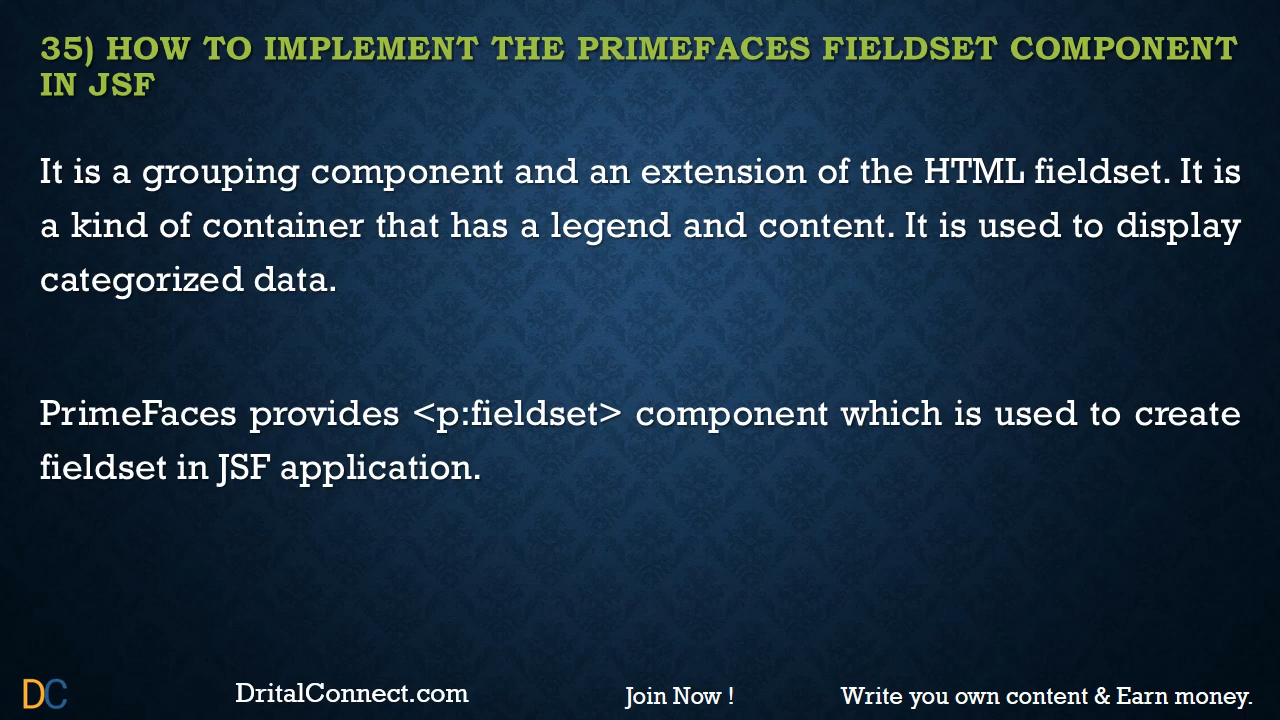 35) HOW TO IMPLEMENT THE PRIMEFACES FIELDSET COMPONENT
IN JSF
It is a grouping component and an extension of the HTML fieldset. It is
a kind of container that has a legend and content. It is used to display
categorized data.
PrimeFaces provides <p:fieldset> component which is used to create
fieldset in JSF application.
DC
DritalConnect.com
Join Now !
Write you own content & Earn money.